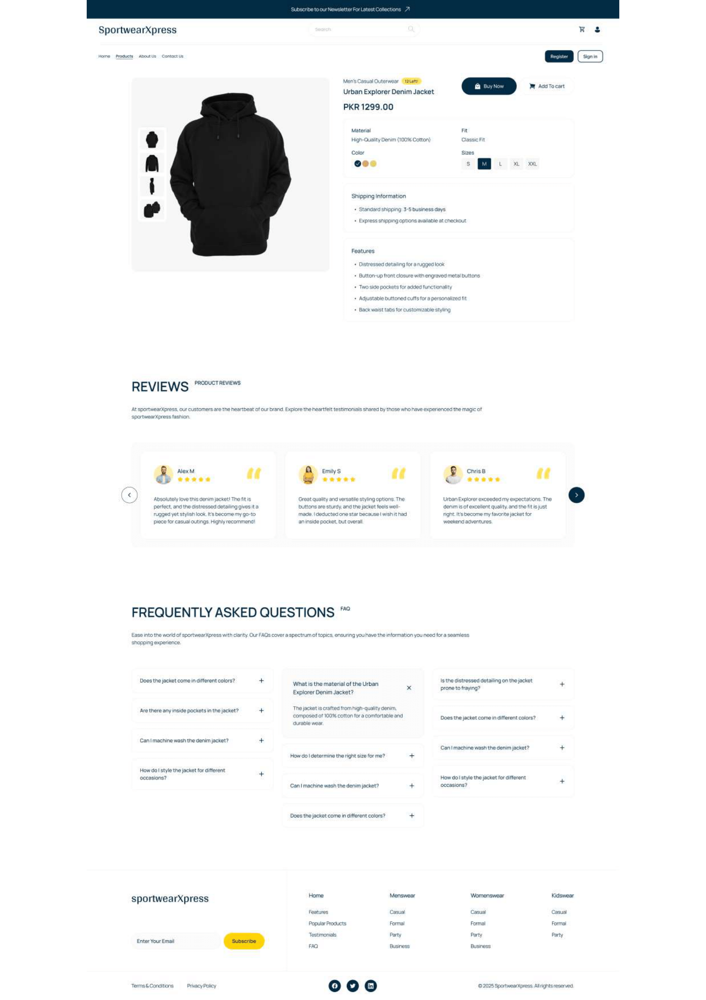 Subscribe to our Newsletter For Latest Collections
SportwearXpress
Search
Home Products About Us Contact Us
Register Sign in
Men's Casual Outerwear 12 Left!
Urban Explorer Denim Jacket
PKR 1299.00
Buy Now Add To cart
Material
High-Quality Denim (100% Cotton)
Fit
Classic Fit
Color
Sizes
S M L XL XXL
Shipping Information
• Standard shipping: 3-5 business days
• Express shipping options available at checkout
Features
• Distressed detailing for a rugged look
• Button-up front closure with engraved metal buttons
• Two side pockets for added functionality
• Adjustable buttoned cuffs for a personalized fit
• Back waist tabs for customizable styling
REVIEWS PRODUCT REVIEWS
At sportwearXpress, our customers are the heartbeat of our brand. Explore the heartfelt testimonials shared by those who have experienced the magic of
sportwearXpress fashion.
Alex M
Absolutely love this denim jacket! The fit is
perfect, and the distressed detailing gives it a
rugged yet stylish look. It's become my go-to
piece for casual outings. Highly recommend!
Emily S
Great quality and versatile styling options. The
buttons are sturdy, and the jacket feels well-
made. I deducted one star because I wish it had
an inside pocket, but overall.
Chris B
Urban Explorer exceeded my expectations. The
denim is of excellent quality, and the fit is just
right. It's become my favorite jacket for
weekend adventures.
FREQUENTLY ASKED QUESTIONS FAQ
Ease into the world of sportwearXpress with clarity. Our FAQs cover a spectrum of topics, ensuring you have the information you need for a seamless
shopping experience.
Does the jacket come in different colors?
Are there any inside pockets in the jacket?
Can I machine wash the denim jacket?
How do I style the jacket for different
occasions?
What is the material of the Urban
Explorer Denim Jacket?
The jacket is crafted from high-quality denim,
composed of 100% cotton for a comfortable and
durable wear.
How do I determine the right size for me?
Can I machine wash the denim jacket?
Does the jacket come in different colors?
Is the distressed detailing on the jacket
prone to fraying?
Does the jacket come in different colors?
Can I machine wash the denim jacket?
How do I style the jacket for different
occasions?
sportwearXpress
Enter Your Email Subscribe
Home
Features
Popular Products
Testimonials
FAQ
Menswear
Casual
Formal
Party
Business
Womenswear
Casual
Formal
Party
Business
Kidswear
Casual
Formal
Party
Terms & Conditions Privacy Policy
© 2025 SportwearXpress. All rights reserved.